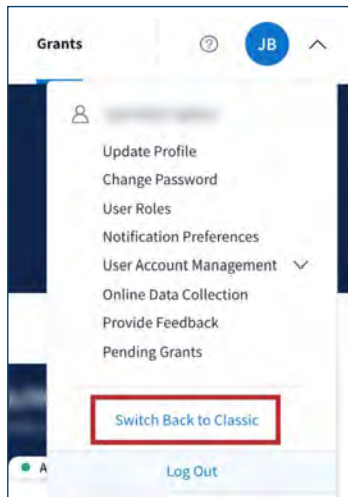 Grants
JB
Update Profile
Change Password
User Roles
Notification Preferences
User Account Management
Online Data Collection
Provide Feedback
Pending Grants
Switch Back to Classic
A
Log Out